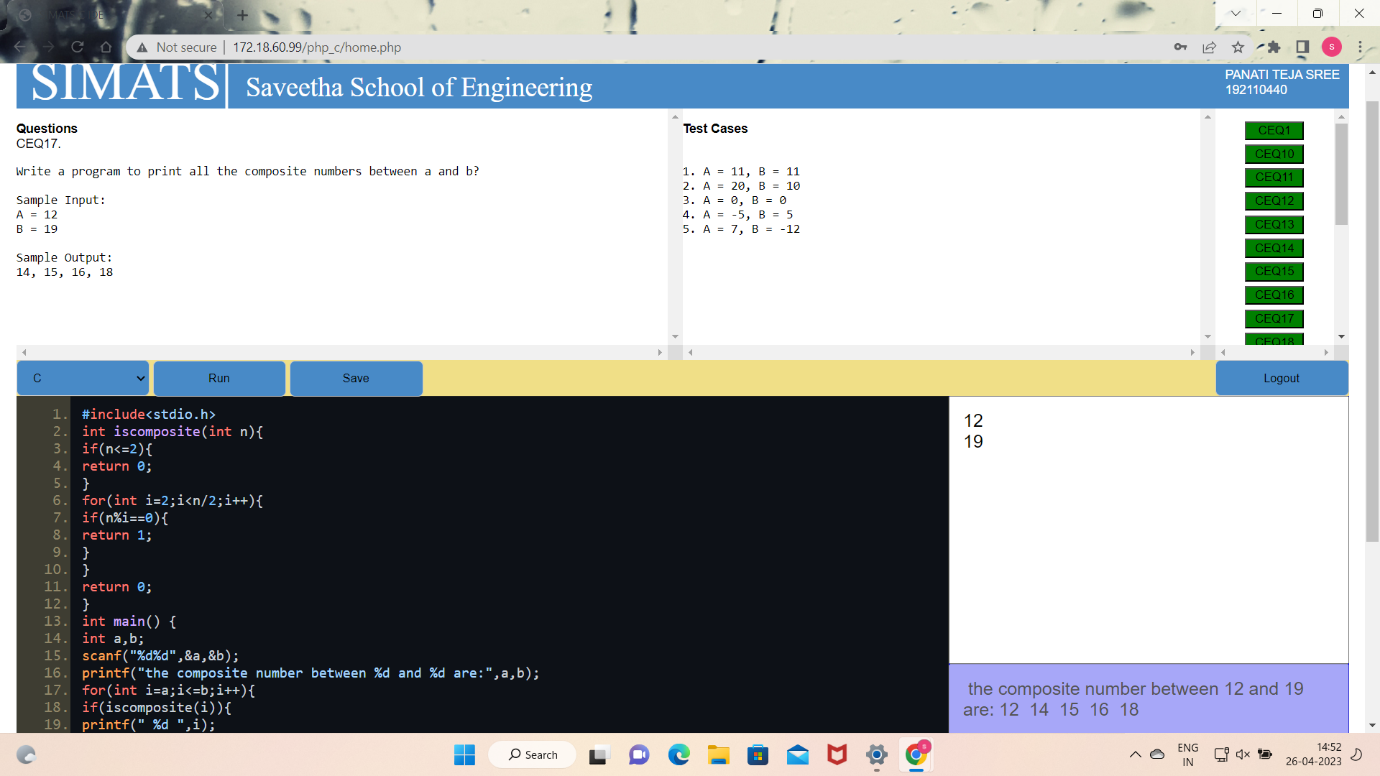 Not secure | 172.18.60.99/php_c/home.php
S
SIMATS
Saveetha School of Engineering
PANATI TEJA SREE
192110440
Questions
CEQ17.
Write a program to print all the composite numbers between a and b?
Sample Input:
A = 12
B = 19
Sample Output:
14, 15, 16, 18
Test Cases
1. A = 11, B = 11
2. A = 20, B = 10
3. A = 0, B = 0
4. A = -5, B = 5
5. A = 7, B = -12
CEQ1
CEQ10
CEQ11
CEQ12
CEQ13
CEQ14
CEQ15
CEQ16
CEQ17
CEQ18
C
Run
Save
Logout
1. #include<stdio.h>
2. int iscomposite(int n){
3. if(n<=2){
4. return 0;
5. }
6. for(int i=2;i<n/2;i++){
7. if(n%i==0){
8. return 1;
9. }
10. }
11. return 0;
12. }
13. int main() {
14. int a,b;
15. scanf("%d%d",&a,&b);
16. printf("the composite number between %d and %d are:",a,b);
17. for(int i=a;i<=b;i++){
18. if(iscomposite(i)){
19. printf(" %d ",i);
12
19
the composite number between 12 and 19
are: 12 14 15 16 18
Search
S
ENG
IN
14:52
26-04-2023